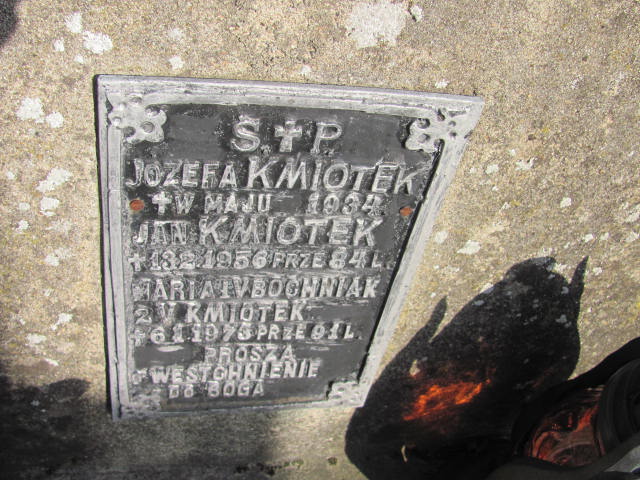 Ś✝P.
JÓZEFA KMIOTEK
✝ W MAJU 1934.
JAN KMIOTEK
✝ 13.2.1956 PRZE 84 L.
MARIA I V BOCHNIAK
2 V. KMIOTEK
✝ 6.1.1975 PRZE 91 L.
PROSZĄ
O WESTCHNIENIE
DO BOGA